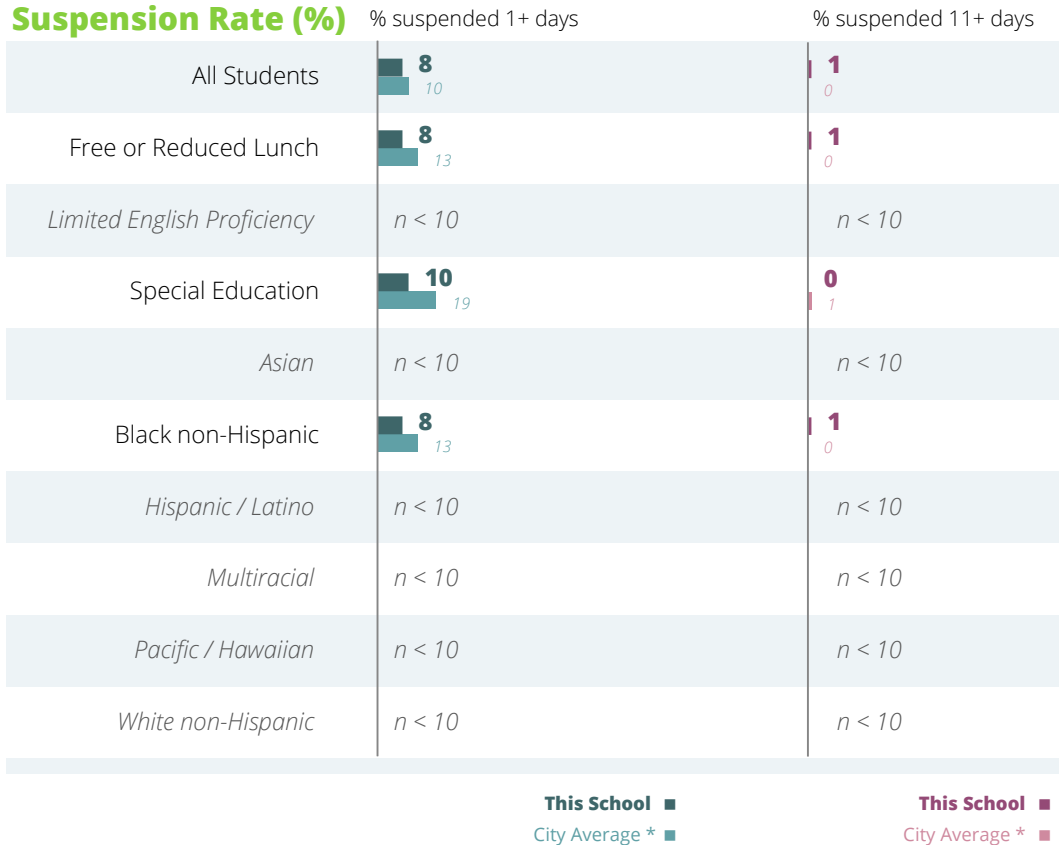 Suspension Rate (%) % suspended 1+ days % suspended 11+ days
All Students 8 1
10 0
Free or Reduced Lunch 8 1
13 0
Limited English Proficiency n < 10 n < 10
Special Education 10 0
19 1
Asian n < 10 n < 10
Black non-Hispanic 8 1
13 0
Hispanic / Latino n < 10 n < 10
Multiracial n < 10 n < 10
Pacific / Hawaiian n < 10 n < 10
White non-Hispanic n < 10 n < 10
This School This School
City Average * City Average *